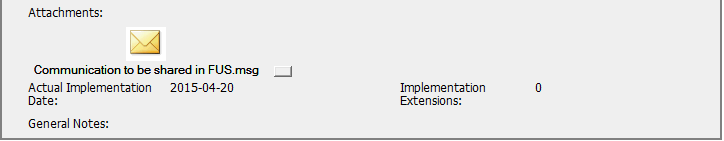 Attachments:
Communication to be shared in FUS.msg
Actual Implementation Date: 2015-04-20
Implementation Extensions: 0
General Notes: